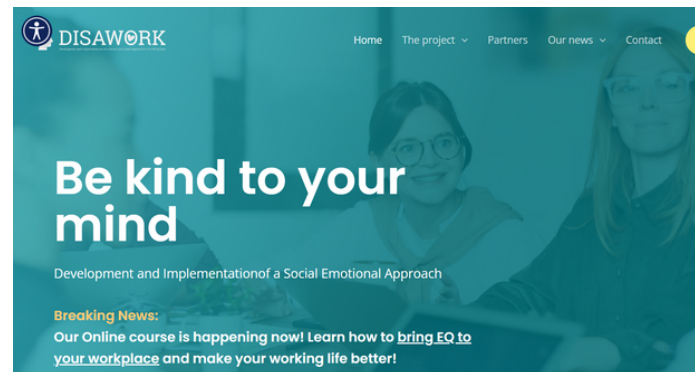 DISAWORK
Home The project Partners Our news Contact
Be kind to your
mind
Development and Implementationof a Social Emotional Approach
Breaking News:
Our Online course is happening now! Learn how to bring EQ to
your workplace and make your working life better!